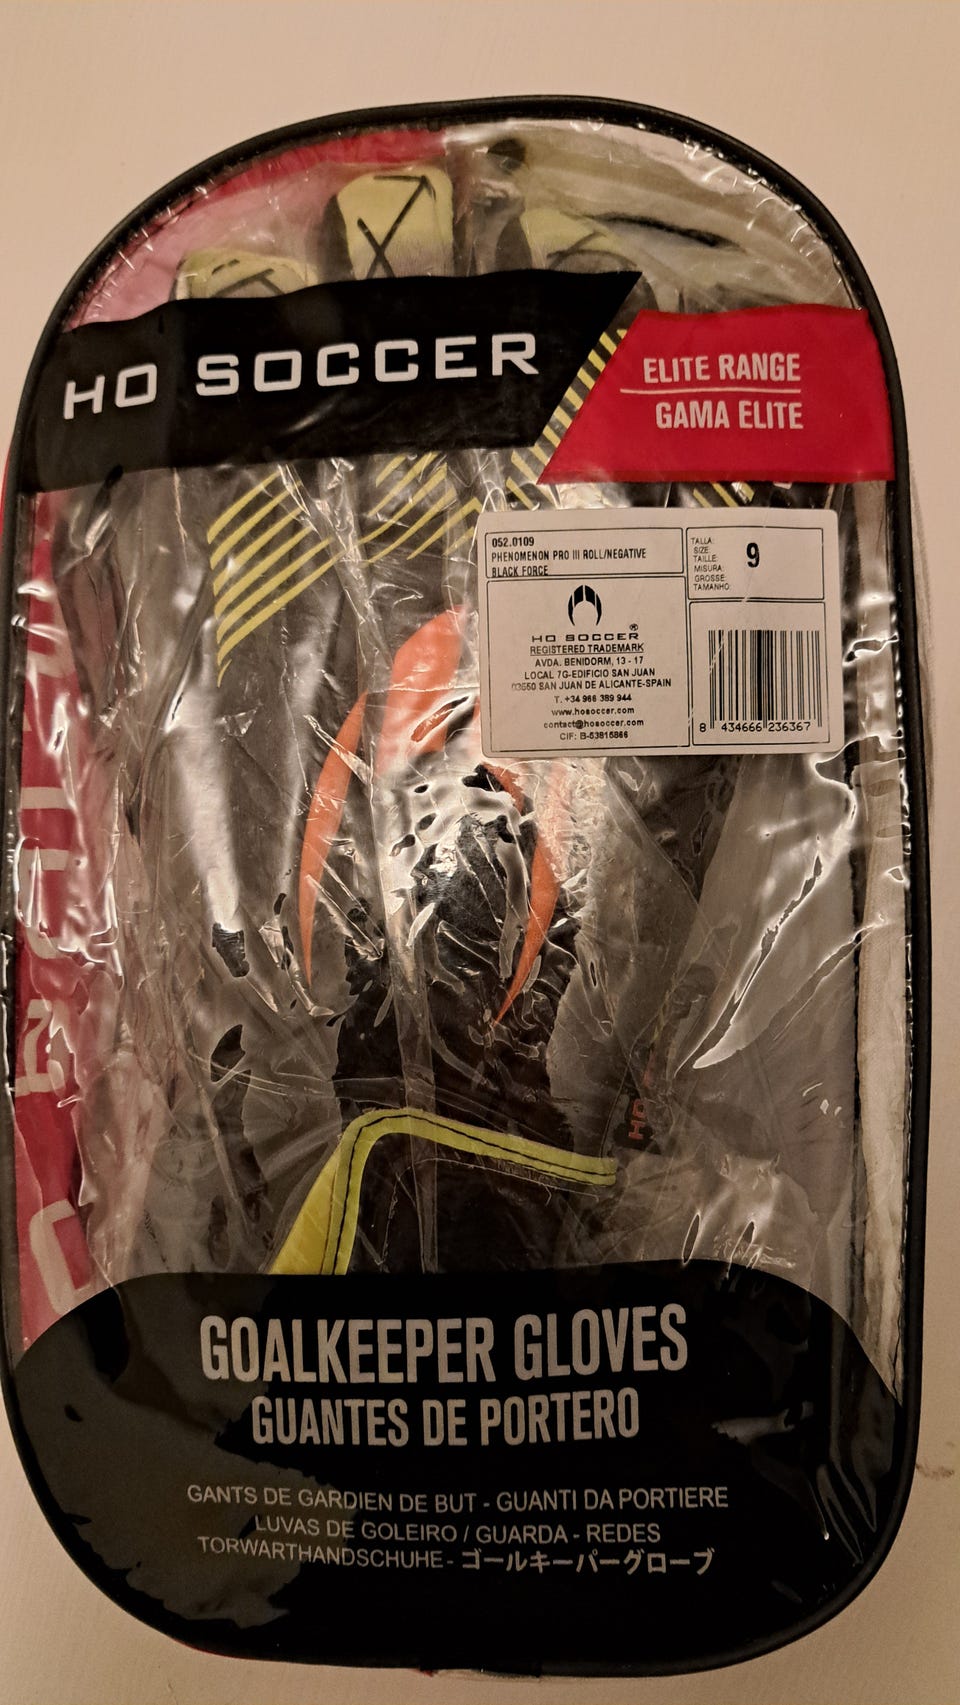 HO SOCCER
ELITE RANGE
GAMA ELITE
052.0109
PHENOMENON PRO III ROLL/NEGATIVE
BLACK FORCE
TALLA:
SIZE:
TAILLE:
MISURA:
GROSSE:
TAMANHO:
9
HO SOCCER®
REGISTERED TRADEMARK
AVDA. BENIDORM, 13 - 17
LOCAL 7G-EDIFICIO SAN JUAN
03550 SAN JUAN DE ALICANTE-SPAIN
T. +34 966 389 944
www.hosoccer.com
contact@hosoccer.com
CIF: B-53815866
8 434666 236367
GOALKEEPER GLOVES
GUANTES DE PORTERO
GANTS DE GARDIEN DE BUT - GUANTI DA PORTIERE
LUVAS DE GOLEIRO / GUARDA - REDES
TORWARTHANDSCHUHE - ゴールキーパーグローブ